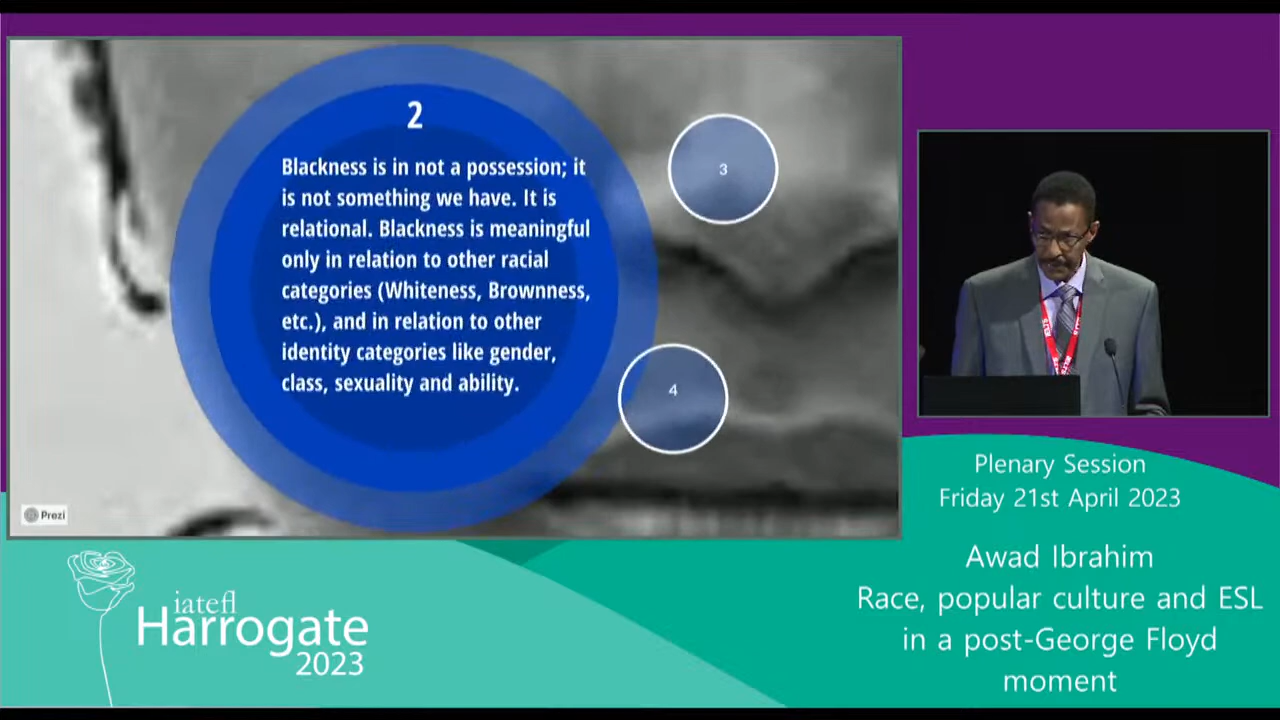 2
Blackness is in not a possession; it
is not something we have. It is
relational. Blackness is meaningful
only in relation to other racial
categories (Whiteness, Brownness,
etc.), and in relation to other
identity categories like gender,
class, sexuality and ability.
3
4
Prezi
Plenary Session
Friday 21st April 2023
Awad Ibrahim
Race, popular culture and ESL
in a post-George Floyd
moment
iatefl
Harrogate
2023